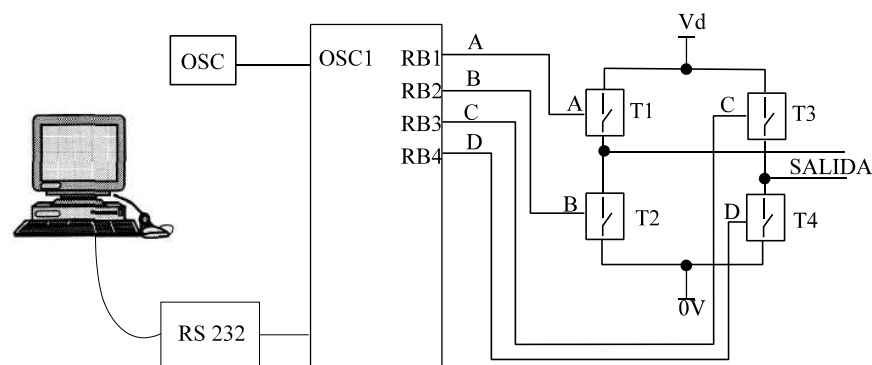 Vd
A
OSC
OSC1
RB1
B
RB2
C
RB3
D
RB4
A
T1
C
T3
SALIDA
B
T2
D
T4
0V
RS 232